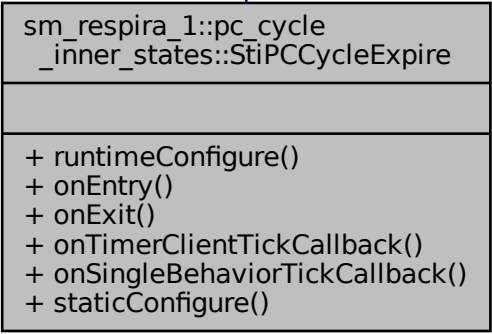 sm_respira_1::pc_cycle
_inner_states::StiPCCycleExpire
+ runtimeConfigure()
+ onEntry()
+ onExit()
+ onTimerClientTickCallback()
+ onSingleBehaviorTickCallback()
+ staticConfigure()